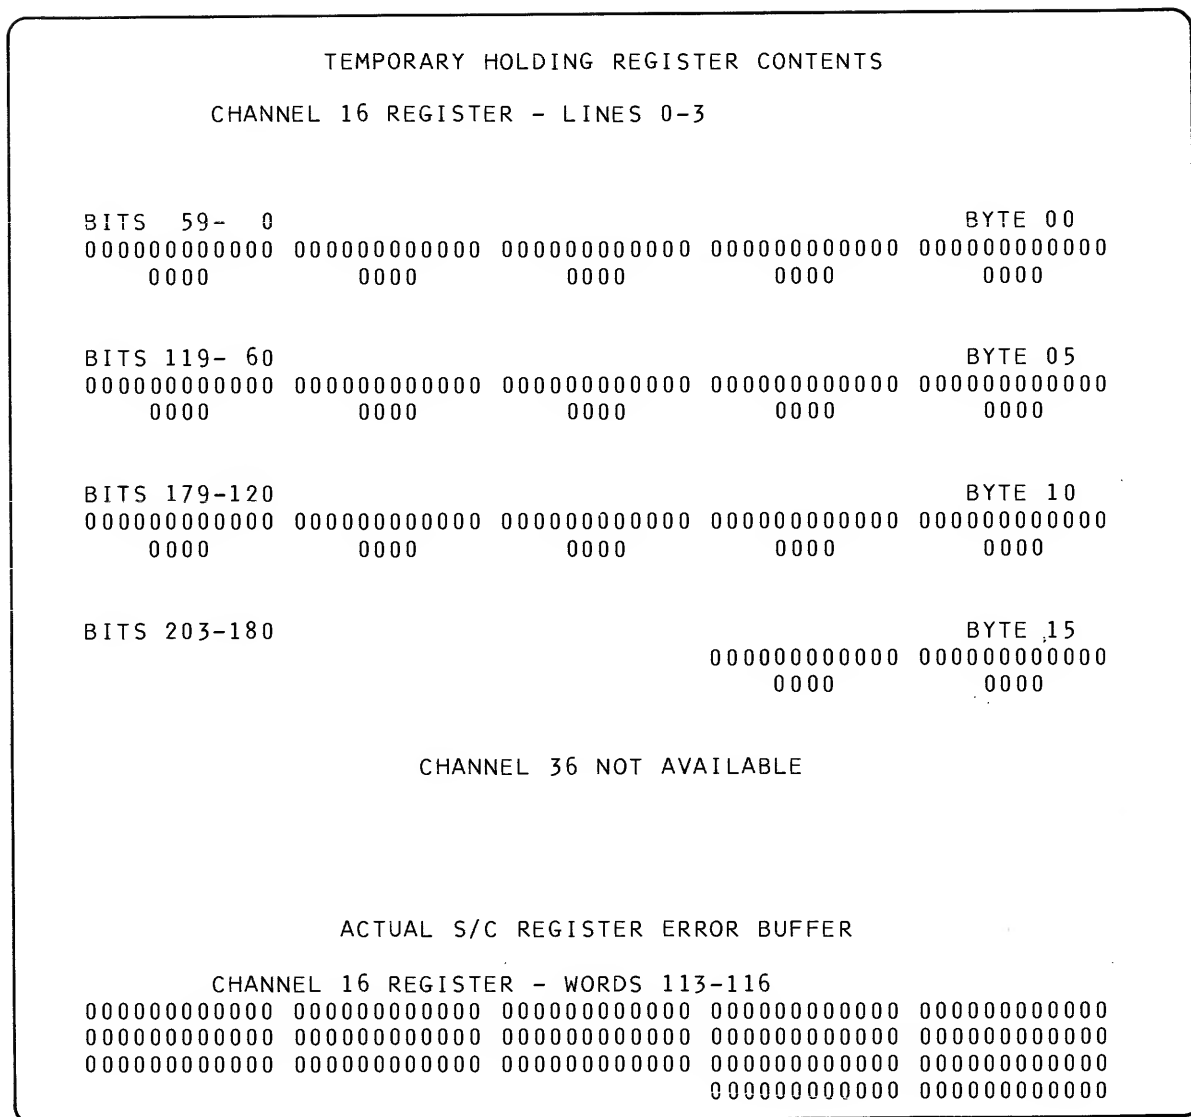 TEMPORARY HOLDING REGISTER CONTENTS
CHANNEL 16 REGISTER - LINES 0-3
BITS 59- 0 BYTE 00
000000000000 000000000000 000000000000 000000000000 000000000000
0000 0000 0000 0000 0000
BITS 119- 60 BYTE 05
000000000000 000000000000 000000000000 000000000000 000000000000
0000 0000 0000 0000 0000
BITS 179-120 BYTE 10
000000000000 000000000000 000000000000 000000000000 000000000000
0000 0000 0000 0000 0000
BITS 203-180 BYTE 15
000000000000 000000000000
0000 0000
CHANNEL 36 NOT AVAILABLE
ACTUAL S/C REGISTER ERROR BUFFER
CHANNEL 16 REGISTER - WORDS 113-116
000000000000 000000000000 000000000000 000000000000 000000000000
000000000000 000000000000 000000000000 000000000000 000000000000
000000000000 000000000000 000000000000 000000000000 000000000000
000000000000 000000000000